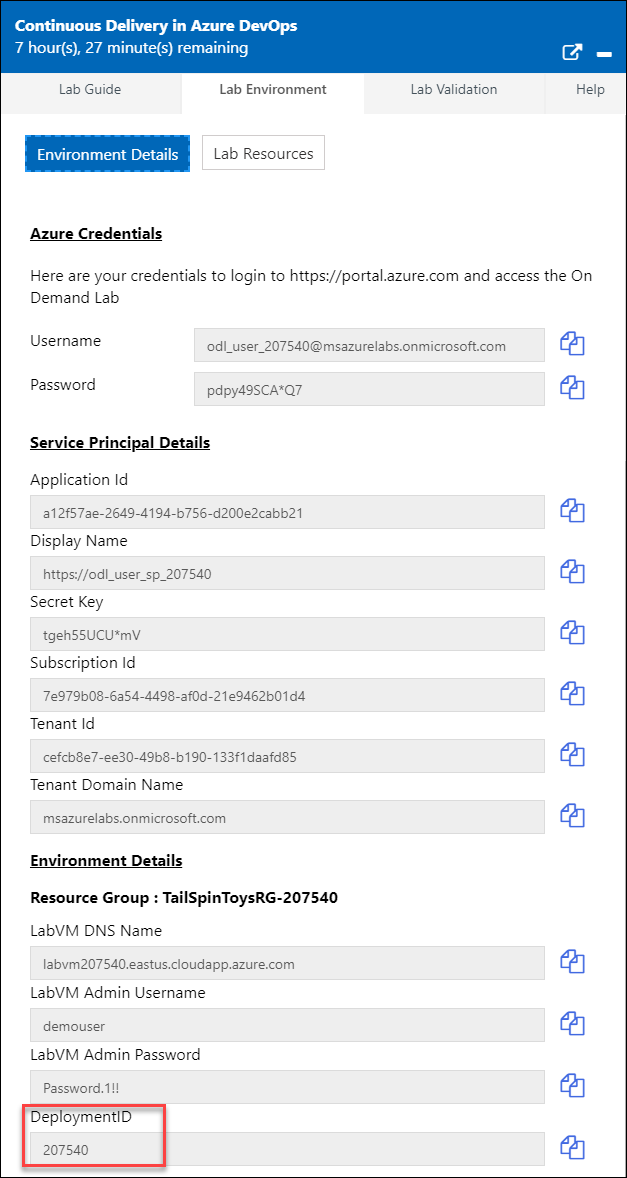 Continuous Delivery in Azure DevOps
7 hour(s), 27 minute(s) remaining
Lab Guide
Lab Environment
Lab Validation
Help
Environment Details
Lab Resources
Azure Credentials
Here are your credentials to login to https://portal.azure.com and access the On
Demand Lab
Username
odl_user_207540@msazurelabs.onmicrosoft.com
Password
pdpy49SCA*Q7
Service Principal Details
Application Id
a12f57ae-2649-4194-b756-d200e2cabb21
Display Name
https://odl_user_sp_207540
Secret Key
tgeh55UCU*mV
Subscription Id
7e979b08-6a54-4498-af0d-21e9462b01d4
Tenant Id
cefcb8e7-ee30-49b8-b190-133f1daafd85
Tenant Domain Name
msazurelabs.onmicrosoft.com
Environment Details
Resource Group : TailSpinToysRG-207540
LabVM DNS Name
labvm207540.eastus.cloudapp.azure.com
LabVM Admin Username
demouser
LabVM Admin Password
Password.1!!
DeploymentID
207540